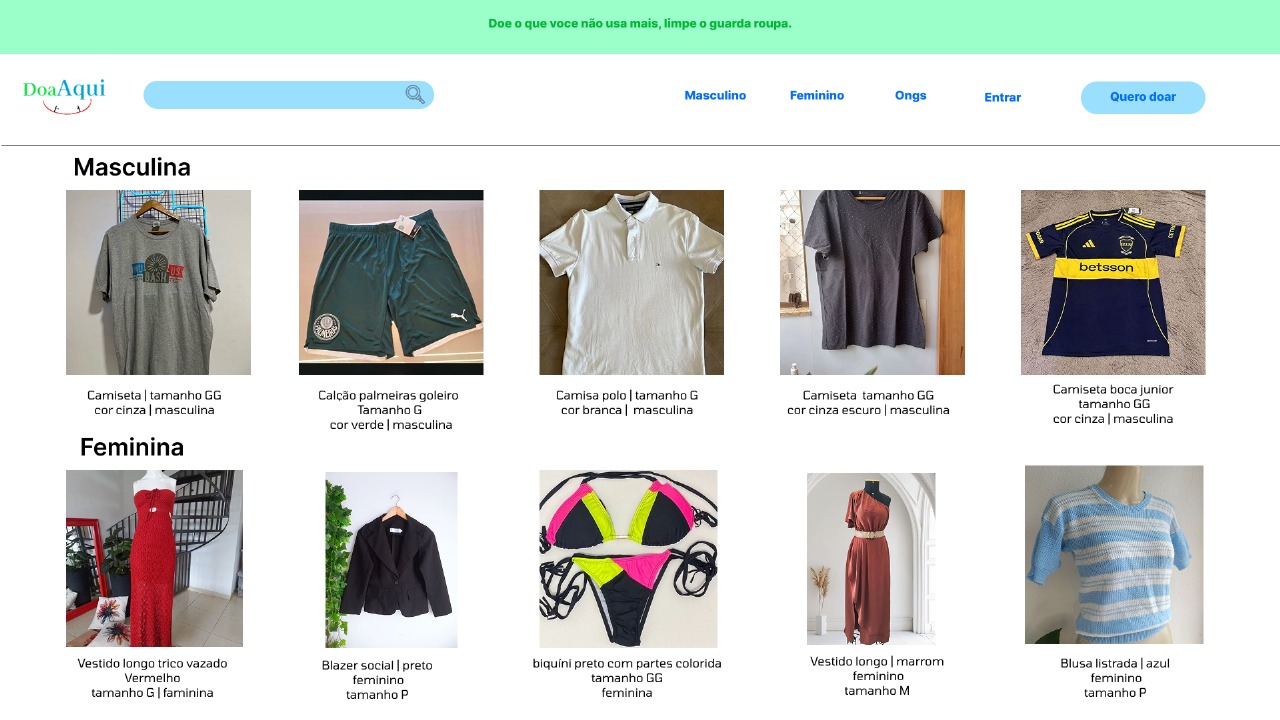 Doe o que voce não usa mais, limpe o guarda roupa.
DoaAqui
Masculino
Feminino
Ongs
Entrar
Quero doar
Masculina
DASH
PALMEIRAS
betsson
Camiseta | tamanho GG
cor cinza | masculina
Calção palmeiras goleiro
Tamanho G
cor verde | masculina
Camisa polo | tamanho G
cor branca | masculina
Camiseta tamanho GG
cor cinza escuro | masculina
Camiseta boca junior
tamanho GG
cor cinza | masculina
Feminina
Vestido longo trico vazado
Vermelho
tamanho G | faminina
Blazer social | preto
feminino
tamanho P
biquíni preto com partes colorida
tamanho GG
feminina
Vestido longo | marrom
feminino
tamanho M
Blusa listrada | azul
feminino
tamanho P